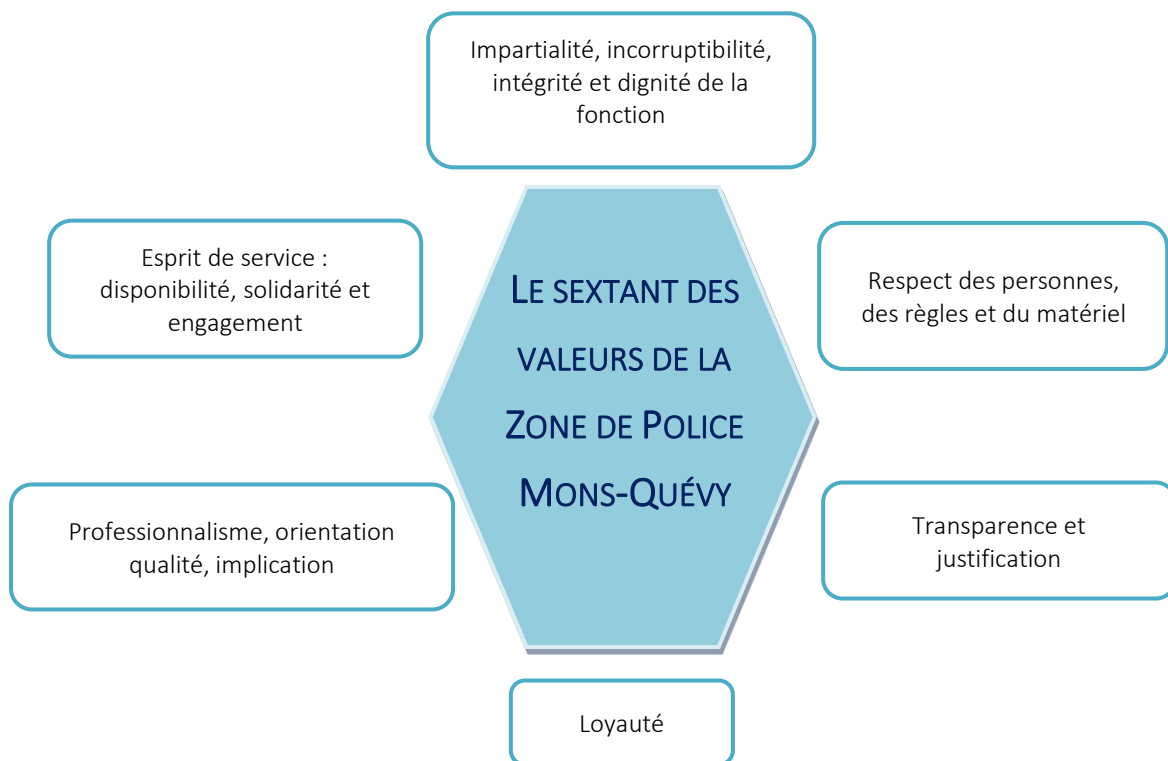 Impartialité, incorruptibilité,
intégrité et dignité de la
fonction
Esprit de service :
disponibilité, solidarité et
engagement
Respect des personnes,
des règles et du matériel
LE SEXTANT DES
VALEURS DE LA
ZONE DE POLICE
MONS-QUÉVY
Professionnalisme, orientation
qualité, implication
Transparence et
justification
Loyauté